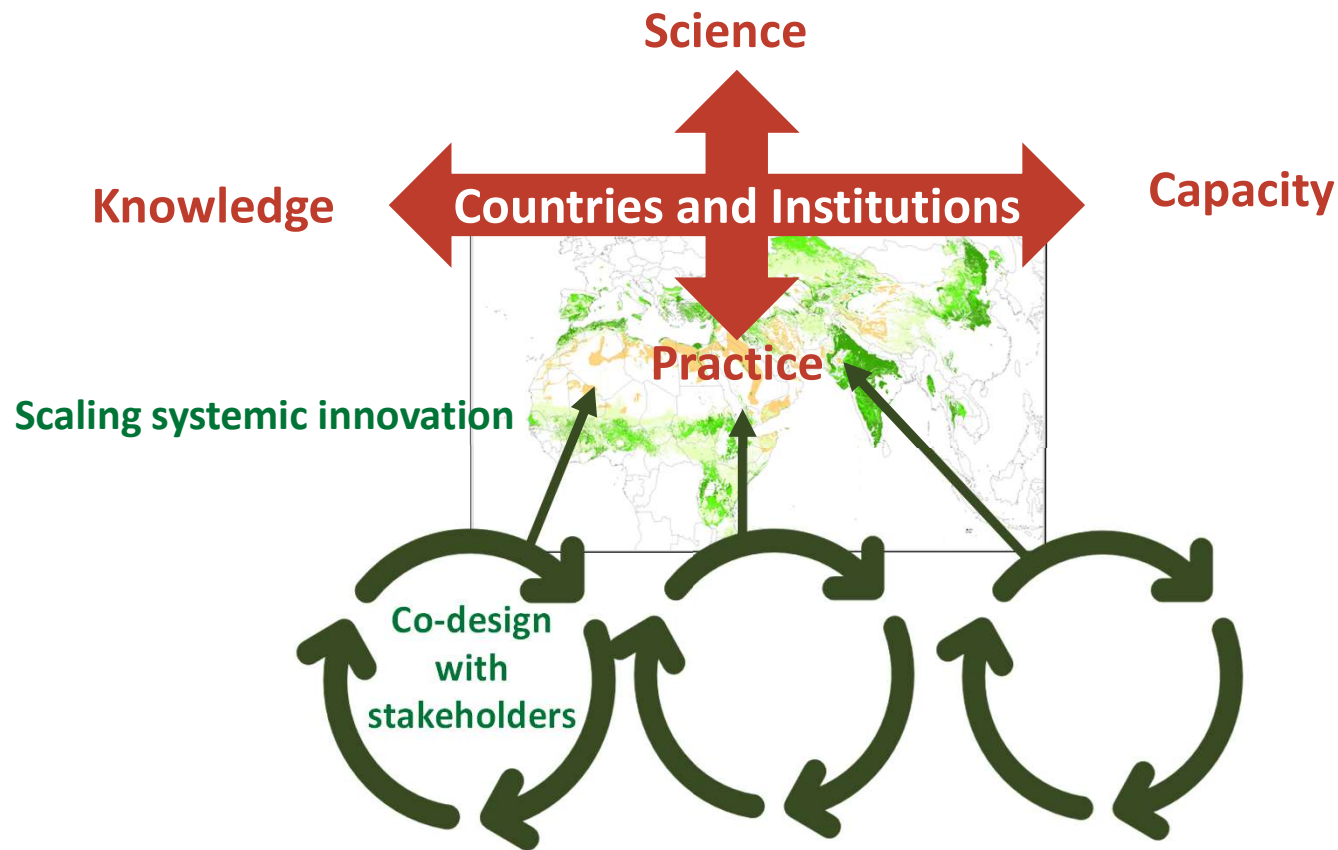 Science
Knowledge
Countries and Institutions
Capacity
Practice
Scaling systemic innovation
Co-design
with
stakeholders